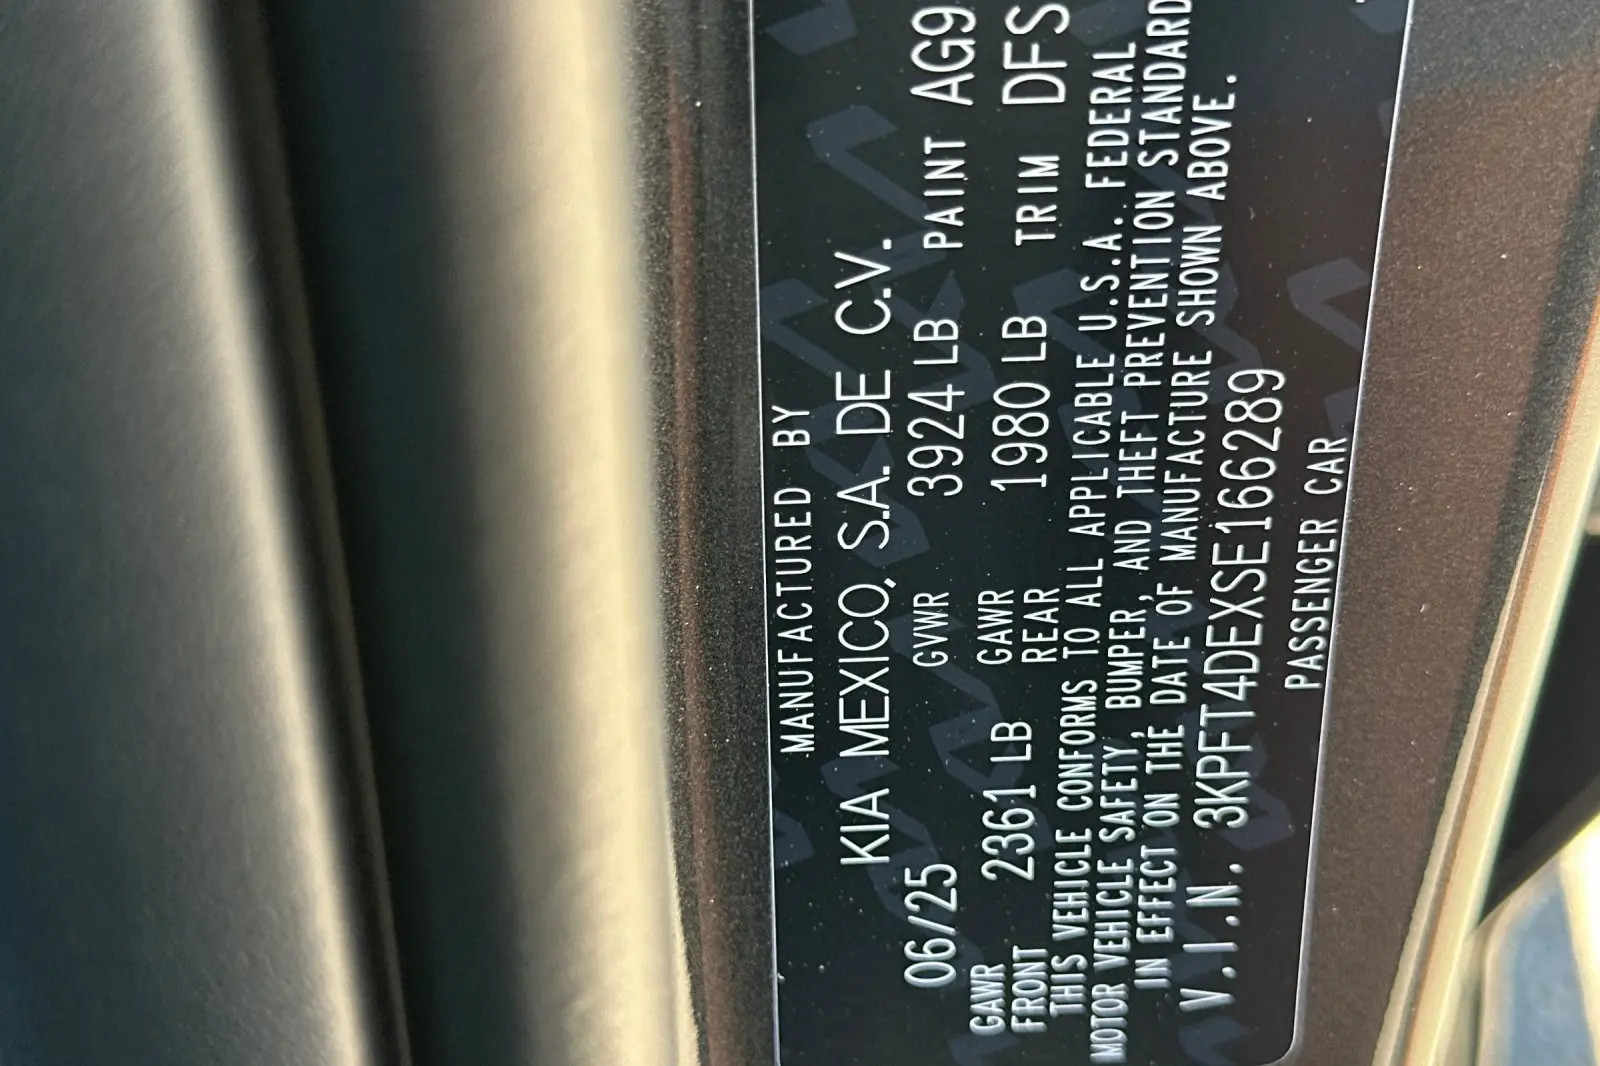 MANUFACTURED BY
KIA MEXICO, S.A. DE C.V.
06/25 GVWR 3924 LB PAINT AG9
GAWR FRONT 2361 LB GAWR REAR 1980 LB TRIM DFS
THIS VEHICLE CONFORMS TO ALL APPLICABLE U.S.A. FEDERAL
MOTOR VEHICLE SAFETY, BUMPER, AND THEFT PREVENTION STANDARD
IN EFFECT ON THE DATE OF MANUFACTURE SHOWN ABOVE.
V.I.N. 3KPFT4DEXSE166289
PASSENGER CAR